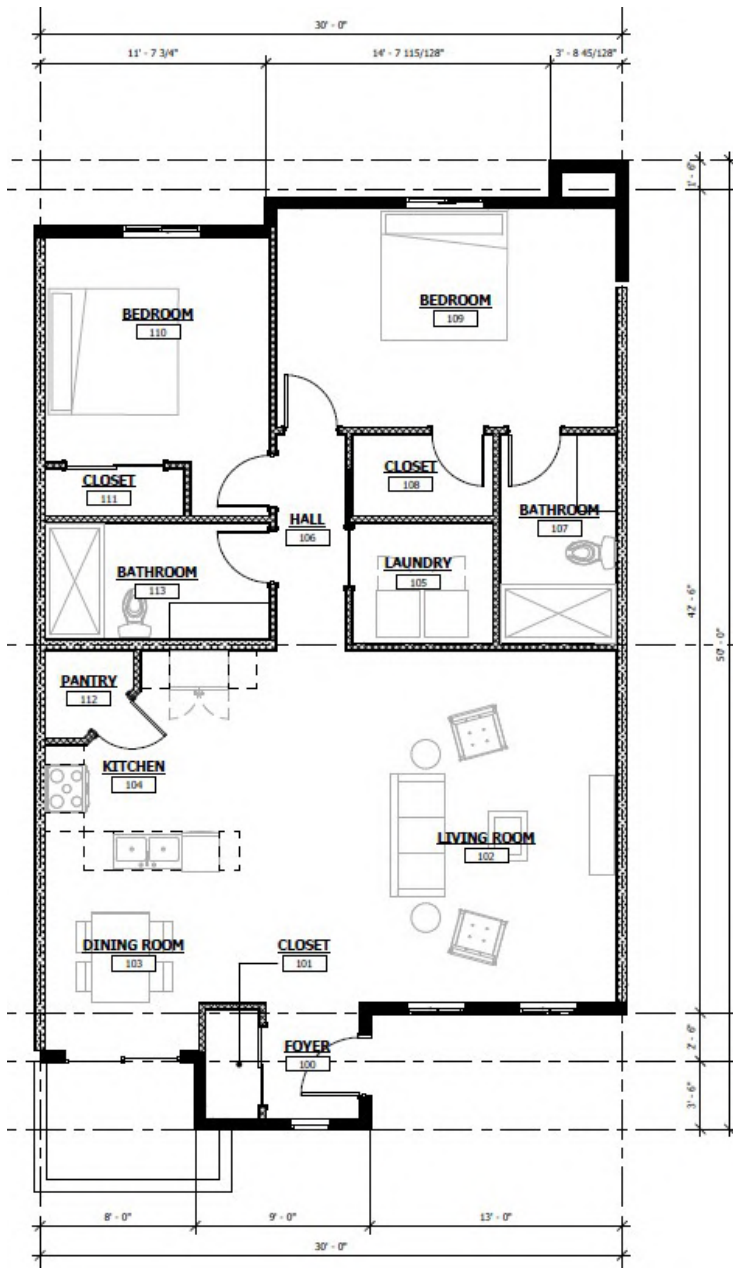 30' - 0"
11' - 7 3/4"
14' - 7 115/128"
3' - 8 45/128"
1' - 6"
BEDROOM
110
BEDROOM
109
CLOSET
111
CLOSET
108
HALL
106
BATHROOM
107
BATHROOM
113
LAUNDRY
105
42' - 6"
50' - 0"
PANTRY
112
KITCHEN
104
LIVING ROOM
102
DINING ROOM
103
CLOSET
101
FOYER
100
2' - 6"
3' - 6"
8' - 0"
9' - 0"
13' - 0"
30' - 0"